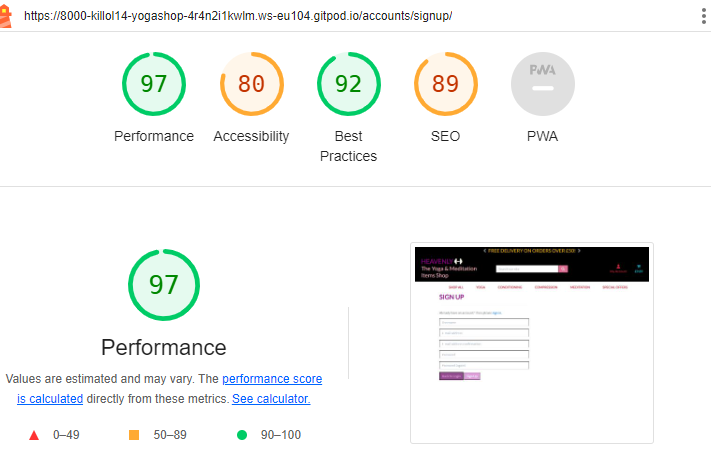 https://8000-killol14-yogashop-4r4n2i1kwlm.ws-eu104.gitpod.io/accounts/signup/
97
80
92
89
PWA
Performance
Accessibility
Best
Practices
SEO
PWA
97
Performance
Values are estimated and may vary. The performance score
is calculated directly from these metrics. See calculator.
0–49
50–89
90–100
FREE DELIVERY ON ORDERS OVER £50!
HEAVENLY
The Yoga & Meditation
Items Shop
SHOP ALL YOGA CONDITIONING COMPRESSION MEDITATION SPECIAL OFFERS
SIGN UP